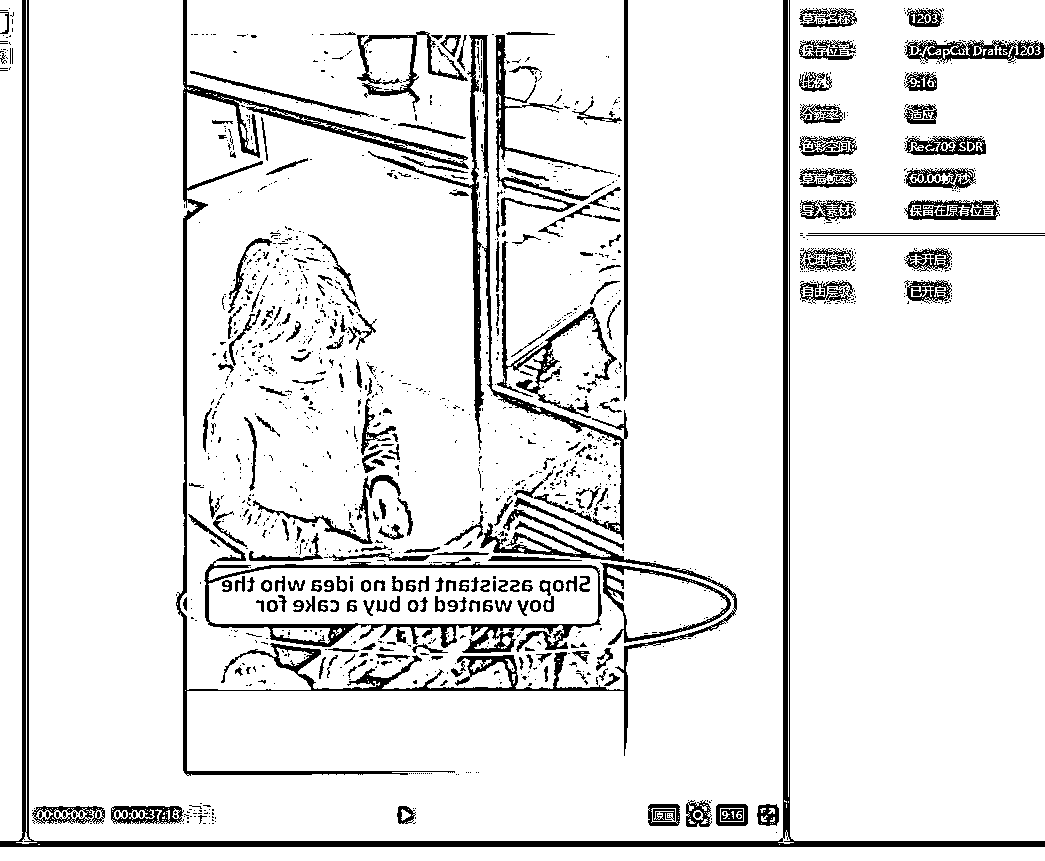 草稿名称 1203
保存位置 D:/CapCut Drafts/1203
比例 9:16
分辨率 适应
色彩空间 Rec.709 SDR
草稿帧率 60.00帧/秒
导入素材 保留在原有位置
代理模式 未开启
自由层级 已开启
Shop assistant had no idea who the
boy wanted to buy a cake for
00:00:00:30 00:00:37:18
原画 9:16